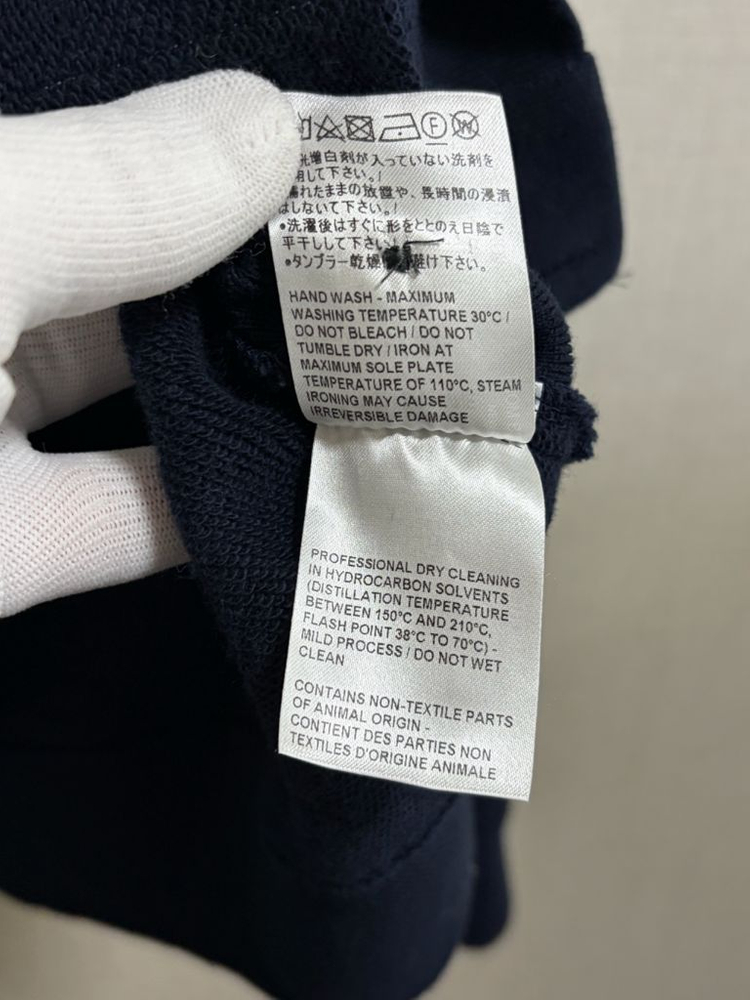 F W
光増白剤が入っていない洗剤を
用して下さい。/
濡れたままの放置や、長時間の浸漬
はしないて下さい。/
•洗濯後はすぐに形をととのえ日陰で
平干しして下さい。/
•タンブラー乾燥 避け下さい。
HAND WASH - MAXIMUM
WASHING TEMPERATURE 30°C /
DO NOT BLEACH / DO NOT
TUMBLE DRY / IRON AT
MAXIMUM SOLE PLATE
TEMPERATURE OF 110°C, STEAM
IRONING MAY CAUSE
IRREVERSIBLE DAMAGE
PROFESSIONAL DRY CLEANING
IN HYDROCARBON SOLVENTS
(DISTILLATION TEMPERATURE
BETWEEN 150°C AND 210°C,
FLASH POINT 38°C TO 70°C) -
MILD PROCESS / DO NOT WET
CLEAN
CONTAINS NON-TEXTILE PARTS
OF ANIMAL ORIGIN -
CONTIENT DES PARTIES NON
TEXTILES D'ORIGINE ANIMALE